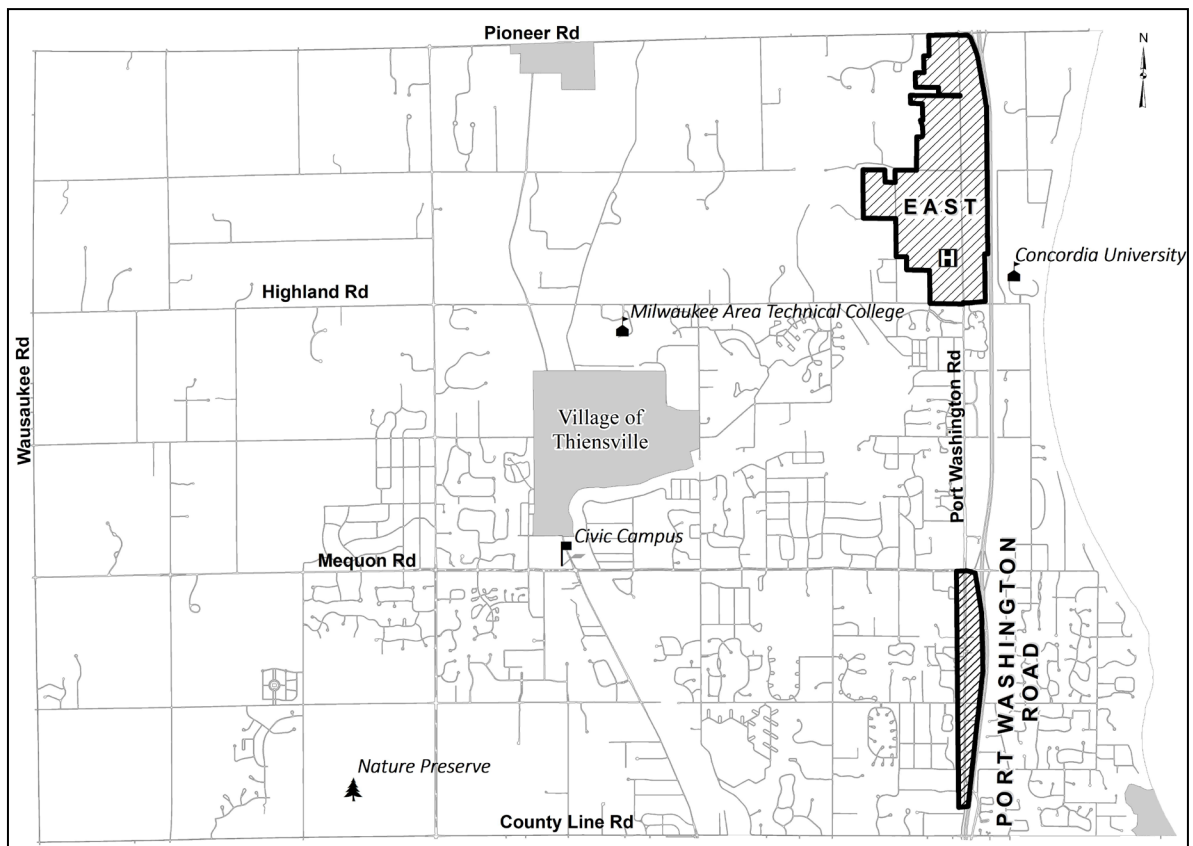 Pioneer Rd
N
EAST
H
Concordia University
Highland Rd
Milwaukee Area Technical College
Wausaukee Rd
Port Washington Rd
Village of
Thiensville
Civic Campus
Mequon Rd
PORT WASHINGTON
ROAD
Nature Preserve
County Line Rd